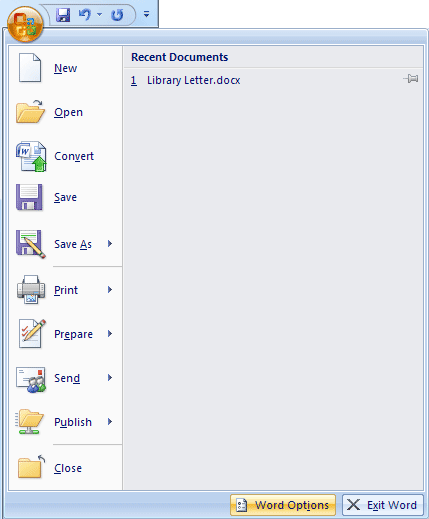 New
Open
Convert
Save
Save As
Print
Prepare
Send
Publish
Close
Recent Documents
1 Library Letter.docx
Word Options
Exit Word